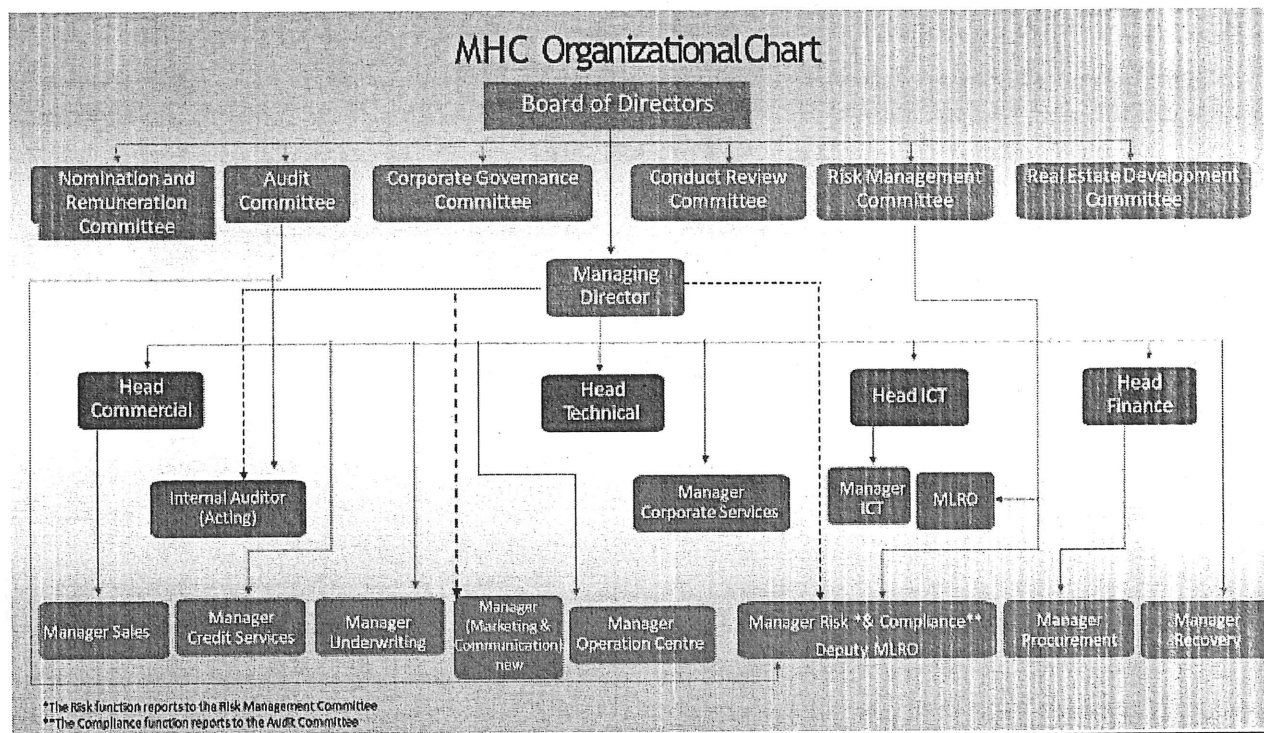 MHC Organizational Chart
Board of Directors
Nomination and
Remuneration
Committee
Audit
Committee
Corporate Governance
Committee
Conduct Review
Committee
Risk Management
Committee
Real Estate Development
Committee
Managing
Director
Head
Commercial
Head
Technical
Head ICT
Head
Finance
Internal Auditor
(Acting)
Manager
Corporate Services
Manager
ICT
MLRO
Manager Sales
Manager
Credit Services
Manager
Underwriting
Manager
(Marketing &
Communication)
new
Manager
Operation Centre
Manager Risk *& Compliance**
Deputy MLRO
Manager
Procurement
Manager
Recovery
*The Risk function reports to the Risk Management Committee
**The Compliance function reports to the Audit Committee